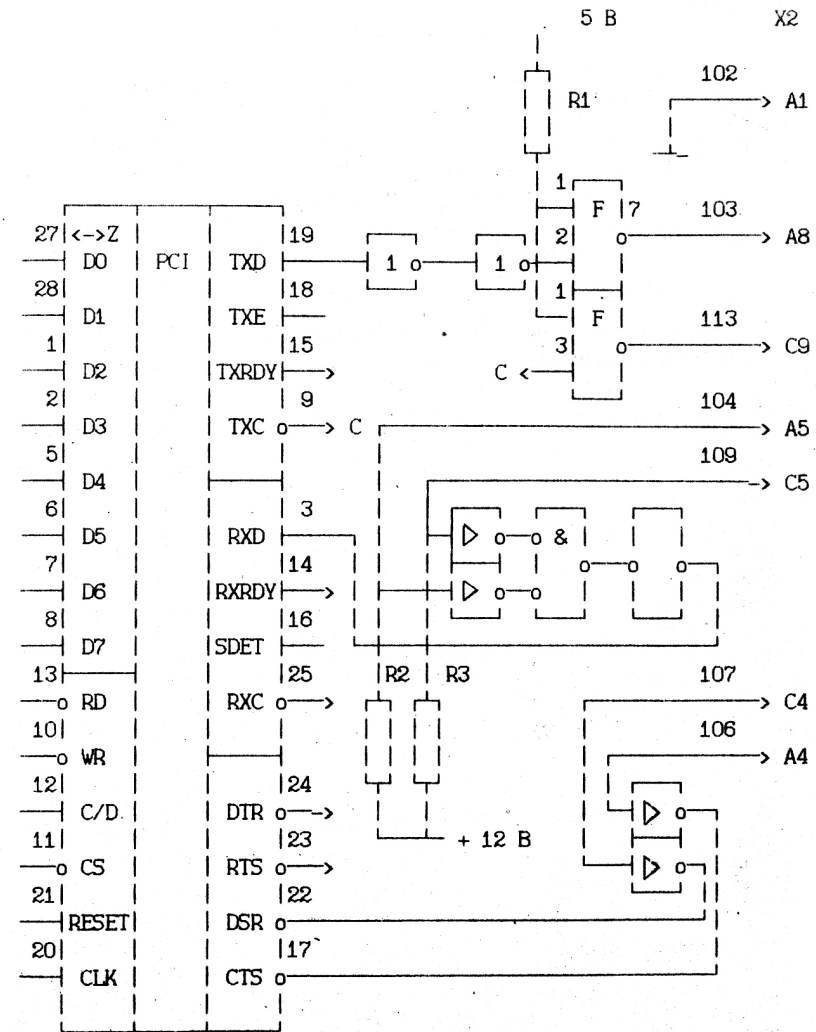 5 В X2
102
R1 A1
1
F 7 103
27 <->Z 19 2 A8
D0 PCI TXD 1 1
28 18 1
D1 TXE F 113
1 15 3 C9
D2 TXRDY C
2 9 104
D3 TXC C A5
5 109
D4 C5
6 3
D5 RXD &
7 14
D6 RXRDY
8 16
D7 SDET
13 25 R2 R3 107
RD RXC C4
10 106
WR A4
12 24
C/D DTR
11 23 + 12 В
CS RTS
21 22
RESET DSR
20 17
CLK CTS